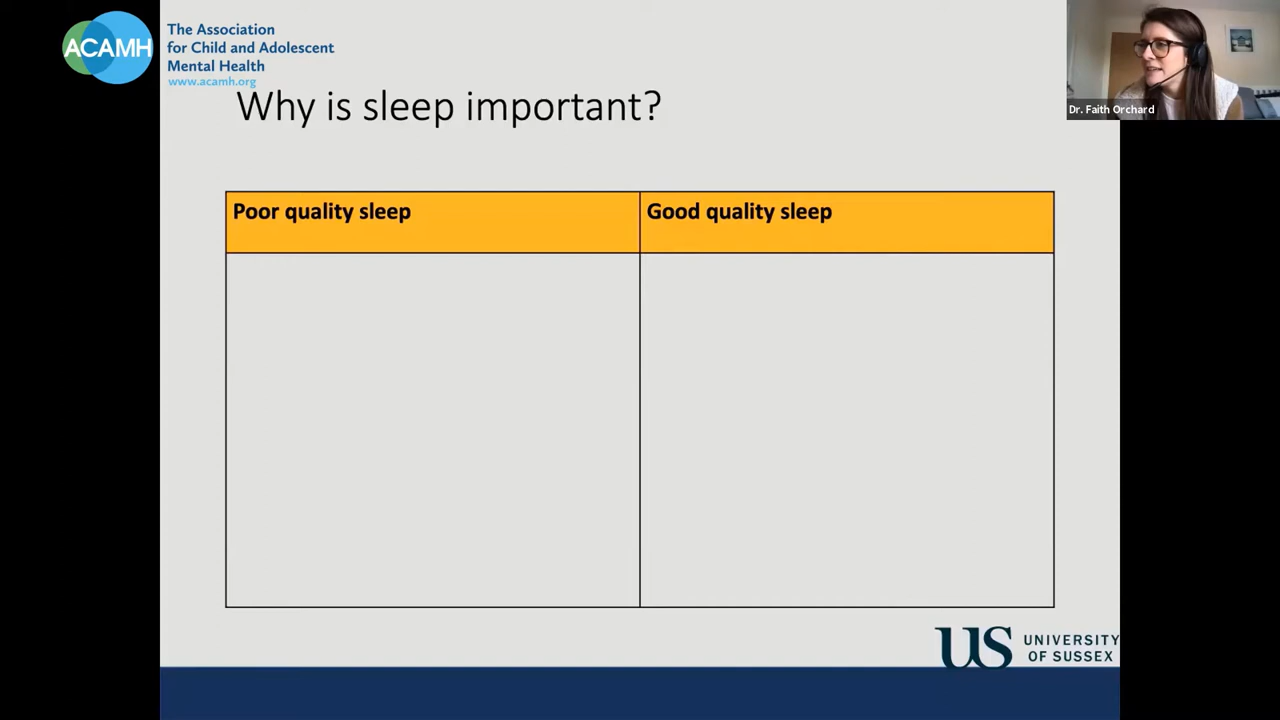 ACAMH
The Association
for Child and Adolescent
Mental Health
www.acamh.org
Dr. Faith Orchard
Why is sleep important?
Poor quality sleep
Good quality sleep
US
UNIVERSITY
OF SUSSEX